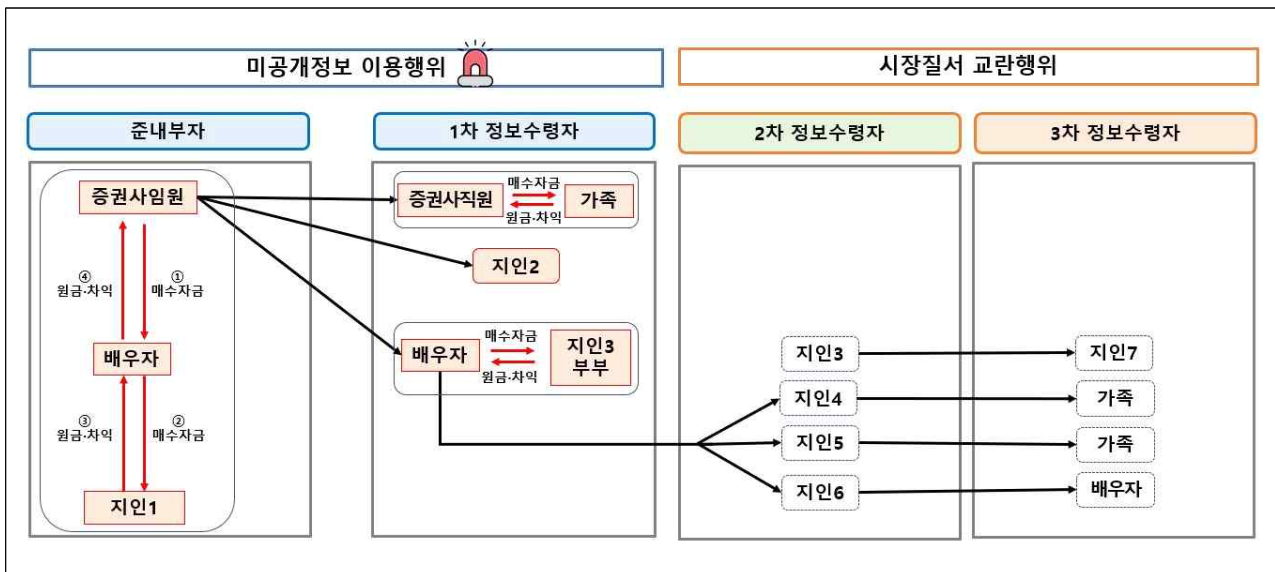 미공개정보 이용행위
시장질서 교란행위
준내부자
1차 정보수령자
2차 정보수령자
3차 정보수령자
증권사임원
④
원금·차익
①
매수자금
배우자
③
원금·차익
②
매수자금
지인1
증권사직원
매수자금
원금·차익
가족
지인2
배우자
매수자금
원금·차익
지인3
부부
지인3
지인7
지인4
가족
지인5
가족
지인6
배우자